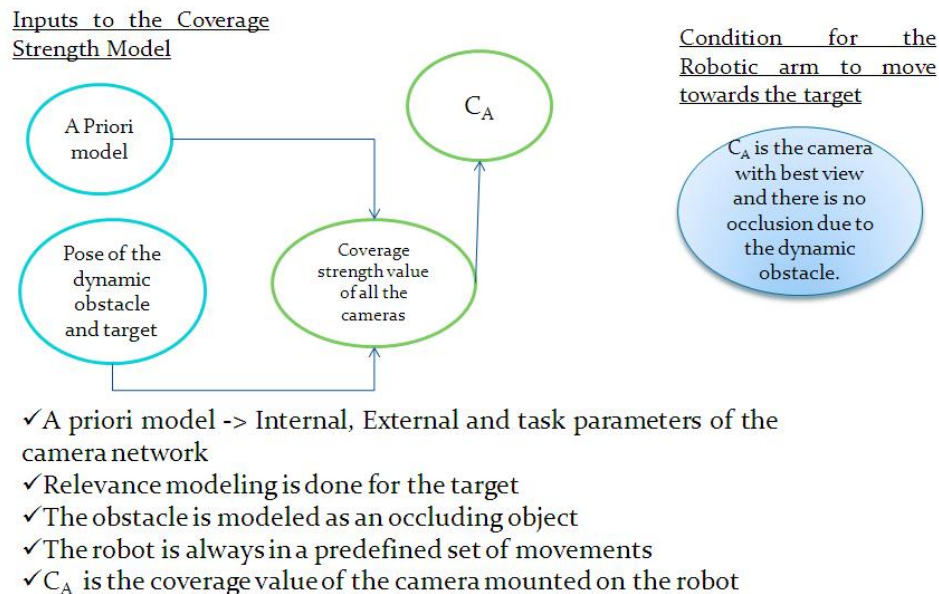 Inputs to the Coverage
Strength Model
A Priori
model
Pose of the
dynamic
obstacle
and target
Coverage
strength value
of all the
cameras
C_A
Condition for the
Robotic arm to move
towards the target
C_A is the camera
with best view
and there is no
occlusion due to
the dynamic
obstacle.
✓A priori model -> Internal, External and task parameters of the
camera network
✓Relevance modeling is done for the target
✓The obstacle is modeled as an occluding object
✓The robot is always in a predefined set of movements
✓C_A is the coverage value of the camera mounted on the robot